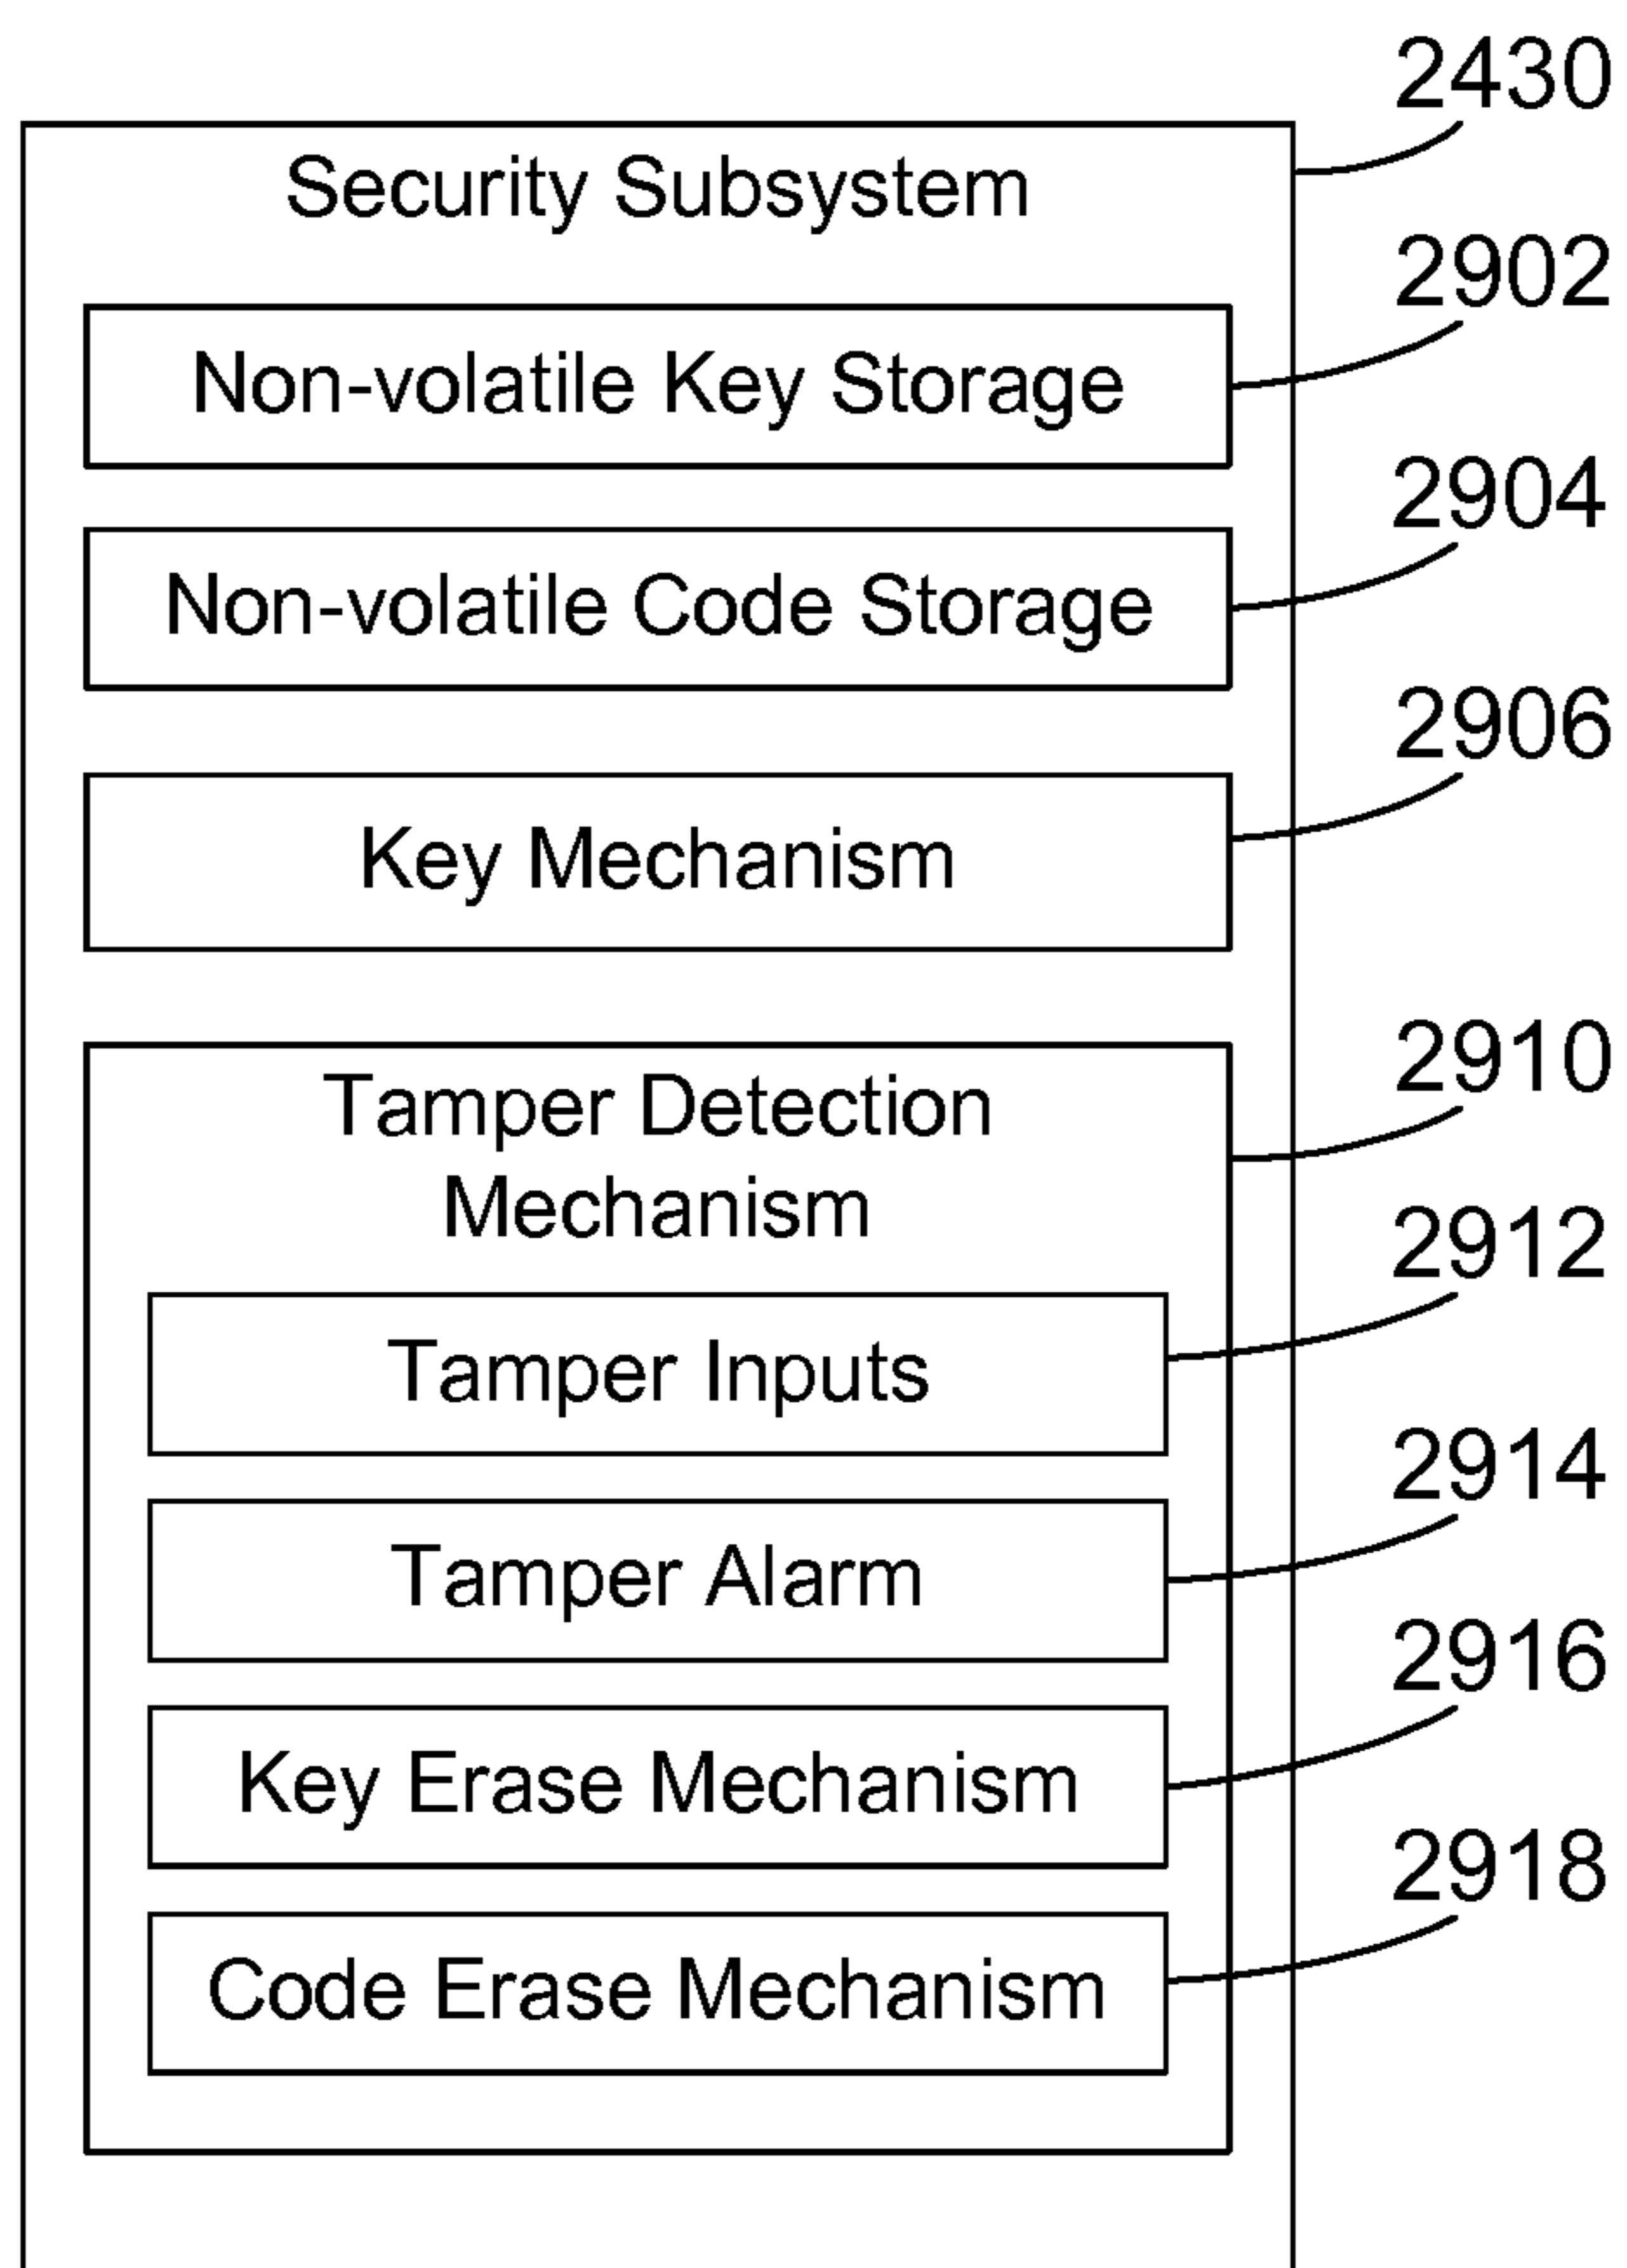 2430
Security Subsystem
2902
Non-volatile Key Storage
2904
Non-volatile Code Storage
2906
Key Mechanism
2910
Tamper Detection
Mechanism
2912
Tamper Inputs
2914
Tamper Alarm
2916
Key Erase Mechanism
2918
Code Erase Mechanism